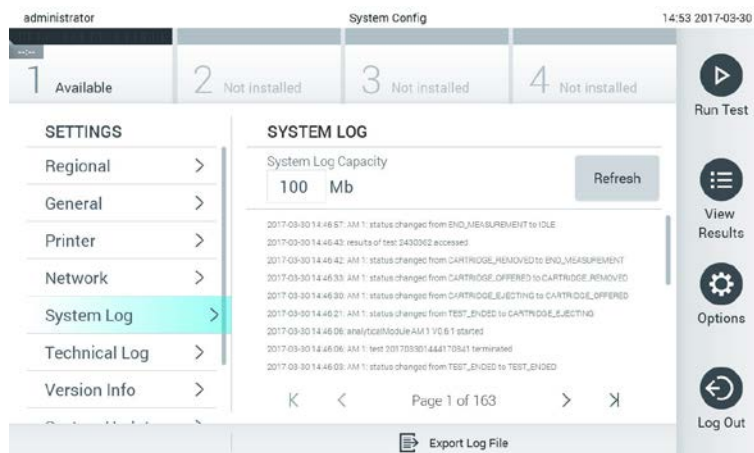 administrator System Config 14:53 2017-03-30
--:--
1 Available
2 Not installed
3 Not installed
4 Not installed
Run Test
View Results
Options
Log Out
SETTINGS
Regional
General
Printer
Network
System Log
Technical Log
Version Info
SYSTEM LOG
System Log Capacity
100 Mb
Refresh
2017-03-30 14:46:57: AM 1: status changed from END_MEASUREMENT to IDLE
2017-03-30 14:46:43: results of test 2430362 accessed
2017-03-30 14:46:42: AM 1: status changed from CARTRIDGE_REMOVED to END_MEASUREMENT
2017-03-30 14:46:33: AM 1: status changed from CARTRIDGE_OFFERED to CARTRIDGE_REMOVED
2017-03-30 14:46:30: AM 1: status changed from CARTRIDGE_EJECTING to CARTRIDGE_OFFERED
2017-03-30 14:46:21: AM 1: status changed from TEST_ENDED to CARTRIDGE_EJECTING
2017-03-30 14:46:06: analyticalModule AM 1 V0.6.1 started
2017-03-30 14:46:06: AM 1: test 201703301444170341 terminated
2017-03-30 14:46:03: AM 1: status changed from TEST_ENDED to TEST_ENDED
Page 1 of 163
Export Log File